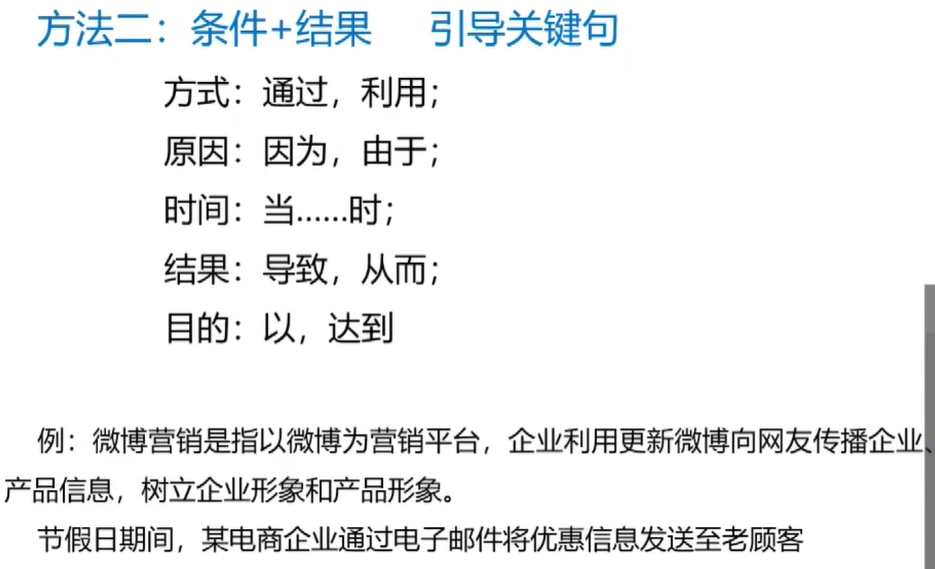 方法二：条件+结果 引导关键句
方式：通过，利用；
原因：因为，由于；
时间：当......时；
结果：导致，从而；
目的：以，达到
例：微博营销是指以微博为营销平台，企业利用更新微博向网友传播企业、
产品信息，树立企业形象和产品形象。
节假日期间，某电商企业通过电子邮件将优惠信息发送至老顾客